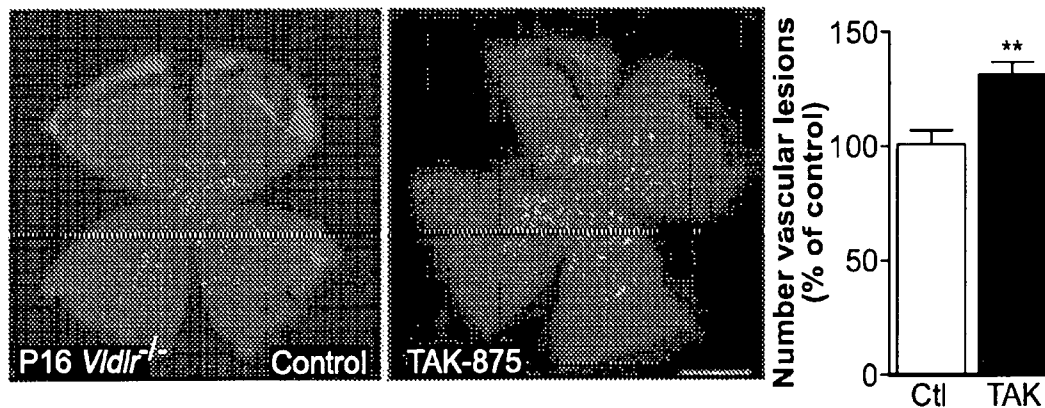 P16 Vldlr-/-
Control
TAK-875
Number vascular lesions
(% of control)
150
100
50
0
**
Ctl
TAK